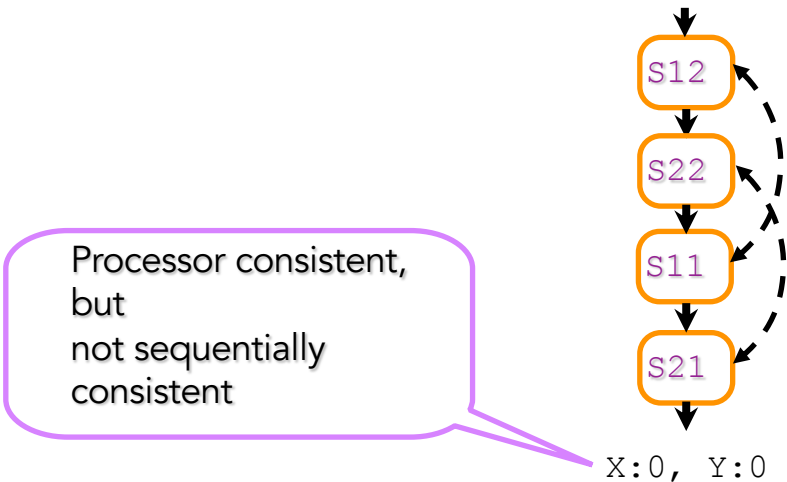 S12
S22
S11
S21
Processor consistent,
but
not sequentially
consistent
X:0, Y:0